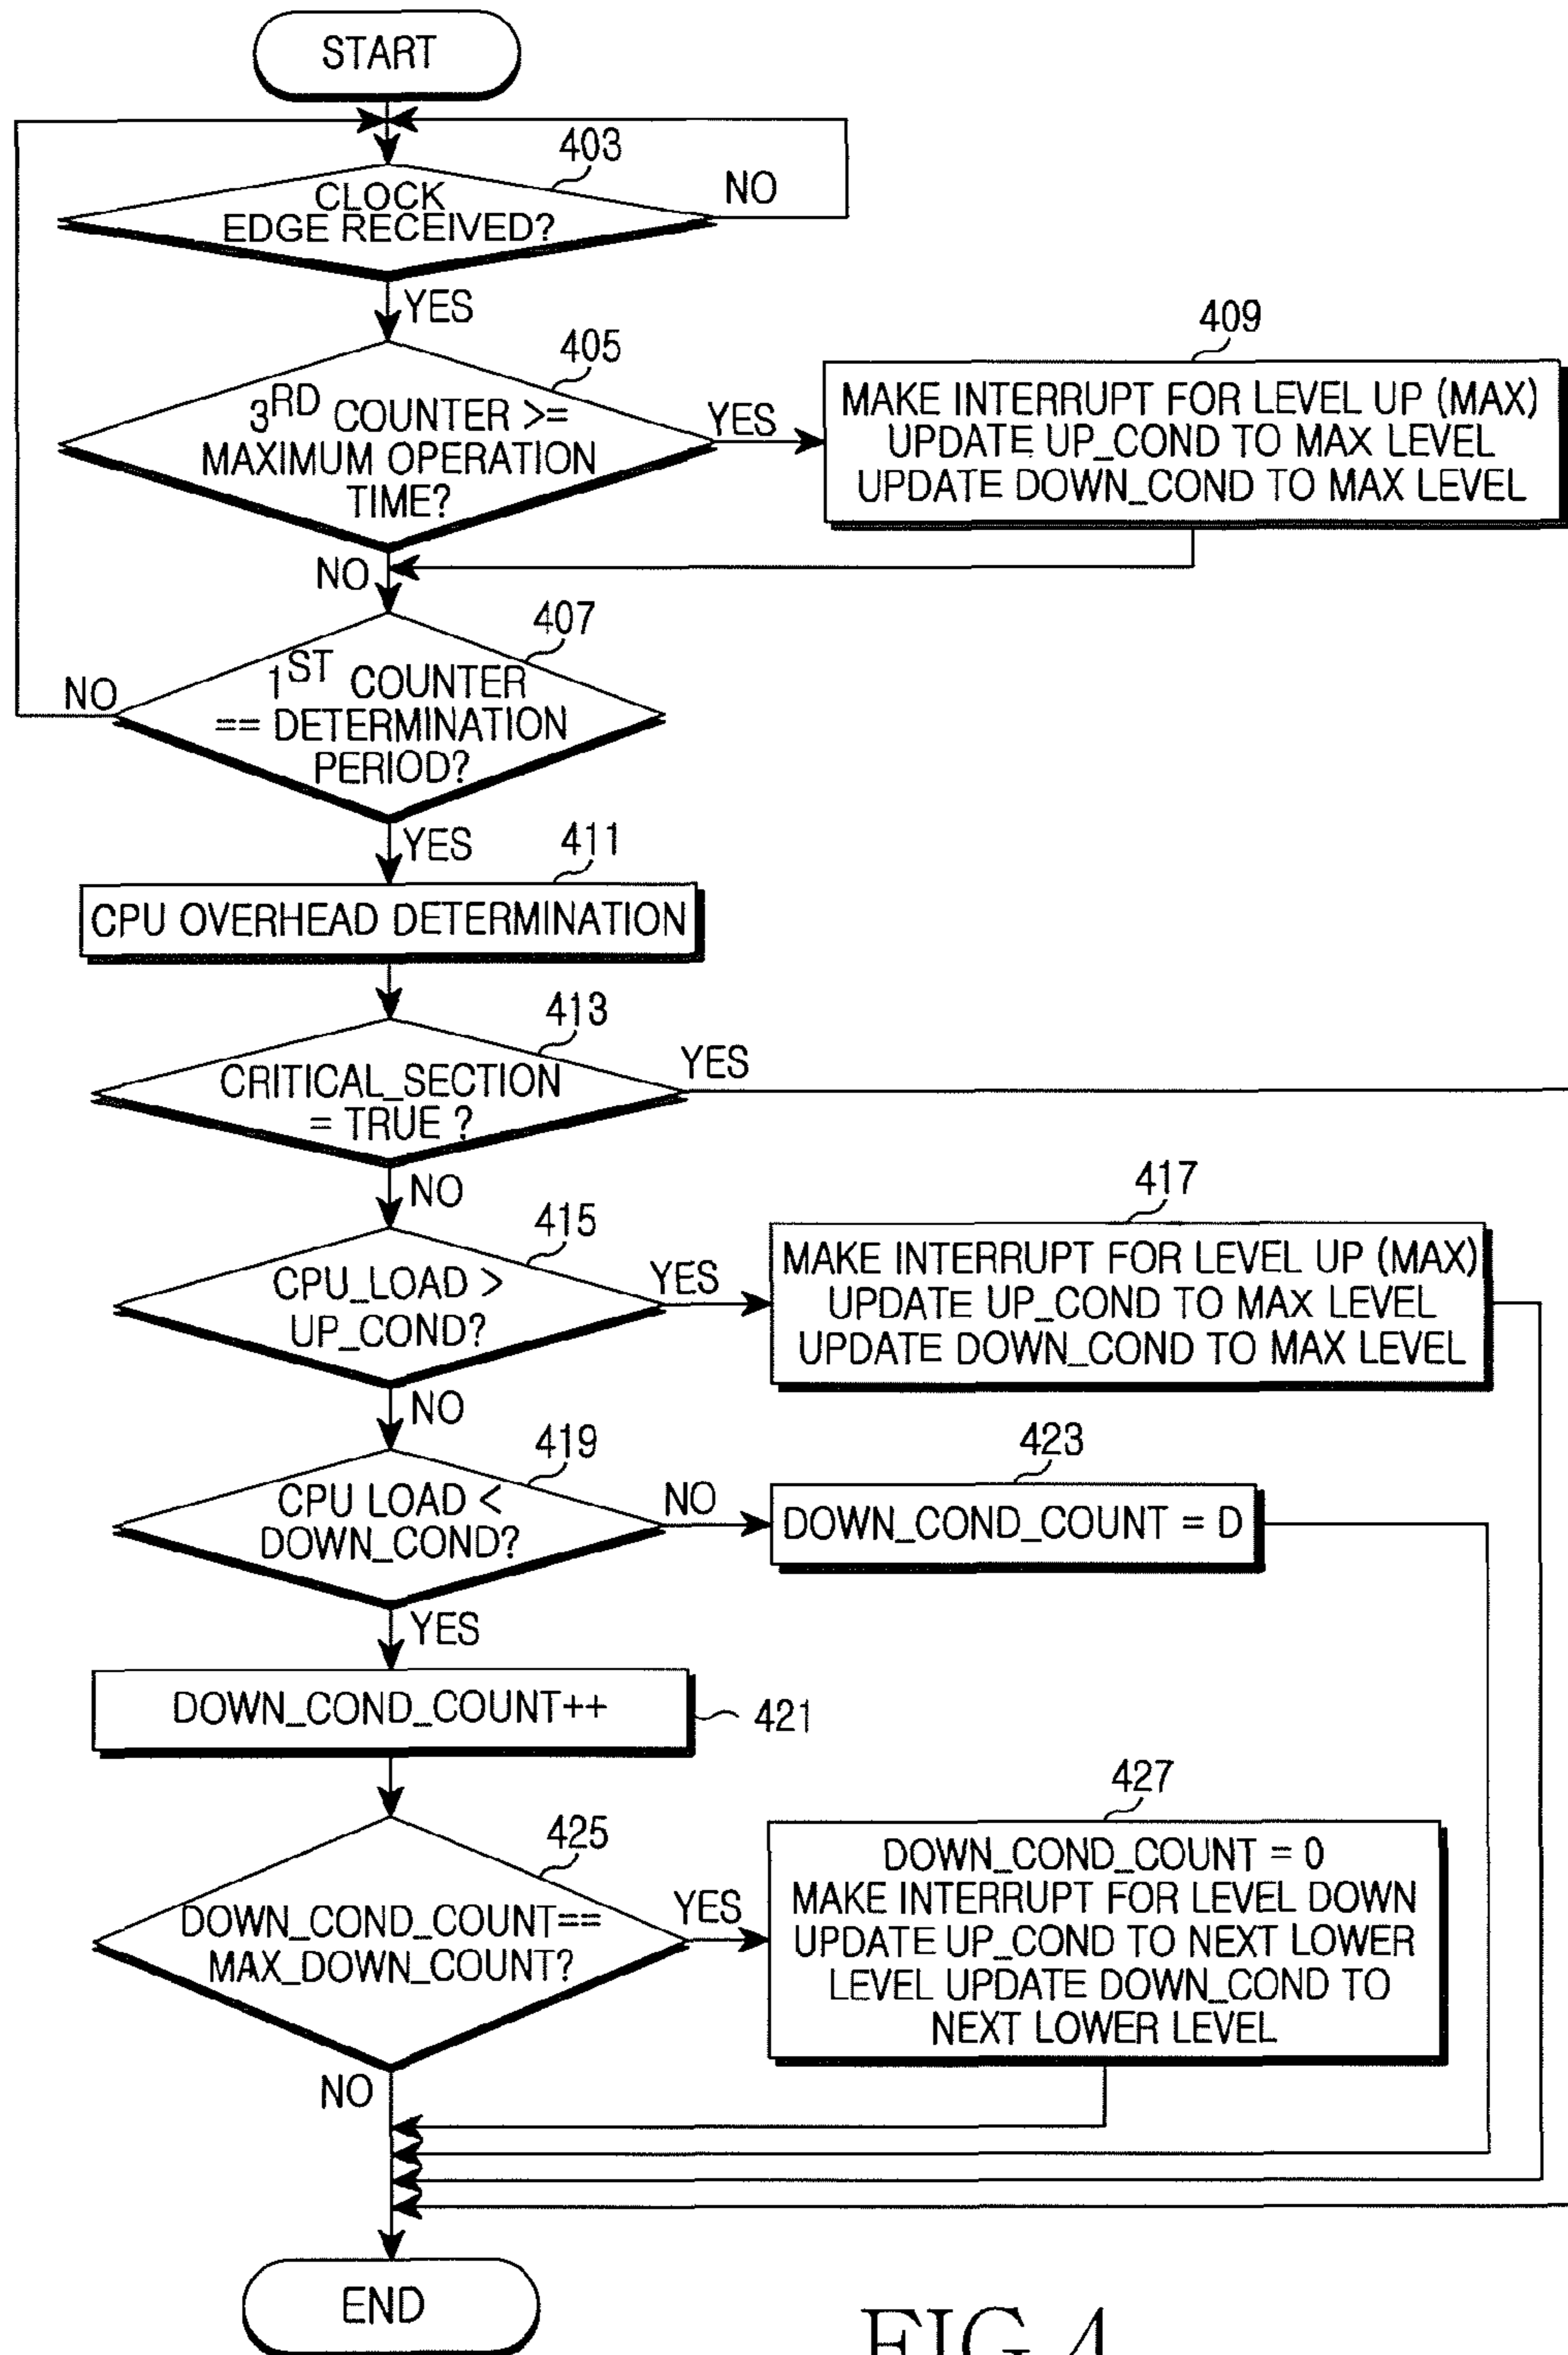 START
403
CLOCK
EDGE RECEIVED?
NO
YES
405
3RD COUNTER >=
MAXIMUM OPERATION
TIME?
YES
409
MAKE INTERRUPT FOR LEVEL UP (MAX)
UPDATE UP_COND TO MAX LEVEL
UPDATE DOWN_COND TO MAX LEVEL
NO
407
1ST COUNTER
== DETERMINATION
PERIOD?
NO
YES
411
CPU OVERHEAD DETERMINATION
413
CRITICAL_SECTION
= TRUE ?
YES
NO
415
CPU_LOAD >
UP_COND?
YES
417
MAKE INTERRUPT FOR LEVEL UP (MAX)
UPDATE UP_COND TO MAX LEVEL
UPDATE DOWN_COND TO MAX LEVEL
NO
419
CPU LOAD <
DOWN_COND?
NO
423
DOWN_COND_COUNT = D
YES
DOWN_COND_COUNT++
421
425
DOWN_COND_COUNT==
MAX_DOWN_COUNT?
YES
427
DOWN_COND_COUNT = 0
MAKE INTERRUPT FOR LEVEL DOWN
UPDATE UP_COND TO NEXT LOWER
LEVEL UPDATE DOWN_COND TO
NEXT LOWER LEVEL
NO
END
FIG.4